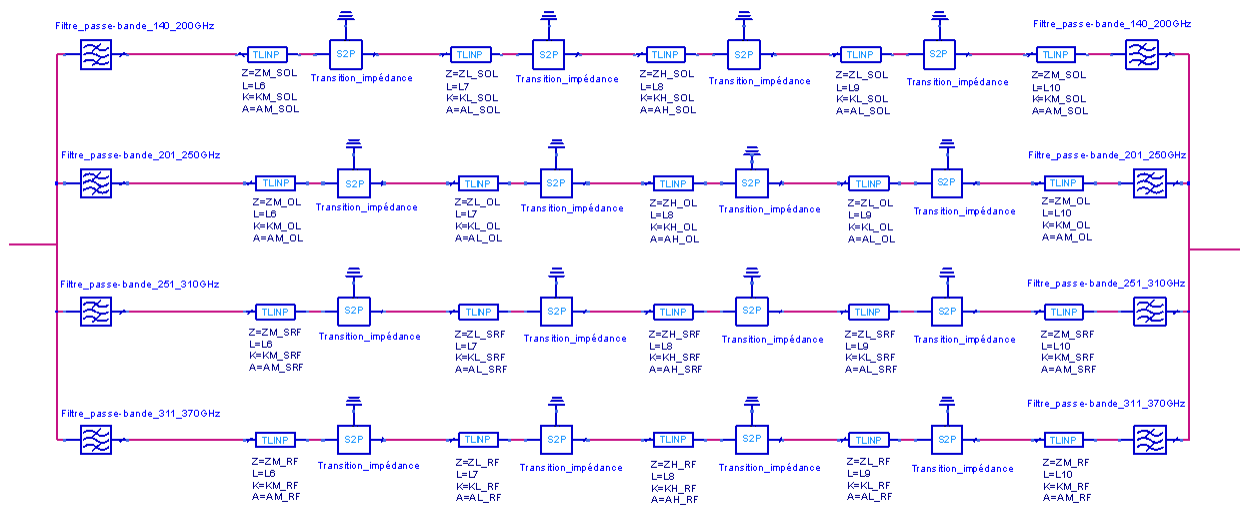 Filtre_passe-bande_140_200GHz
Filtre_passe-bande_140_200GHz
TLINP
S2P
TLINP
S2P
TLINP
S2P
TLINP
S2P
TLINP
Z=ZM_SOL
L=L6
K=KM_SOL
A=AM_SOL
Transition_impédance
Z=ZL_SOL
L=L7
K=KL_SOL
A=AL_SOL
Transition_impédance
Z=ZH_SOL
L=L8
K=KH_SOL
A=AH_SOL
Transition_impédance
Z=ZL_SOL
L=L9
K=KL_SOL
A=AL_SOL
Transition_impédance
Z=ZM_SOL
L=L10
K=KM_SOL
A=AM_SOL
Filtre_passe-bande_201_250GHz
Filtre_passe-bande_201_250GHz
TLINP
S2P
TLINP
S2P
TLINP
S2P
TLINP
S2P
TLINP
Z=ZM_OL
L=L6
K=KM_OL
A=AM_OL
Transition_impédance
Z=ZL_OL
L=L7
K=KL_OL
A=AL_OL
Transition_impédance
Z=ZH_OL
L=L8
K=KH_OL
A=AH_OL
Transition_impédance
Z=ZL_OL
L=L9
K=KL_OL
A=AL_OL
Transition_impédance
Z=ZM_OL
L=L10
K=KM_OL
A=AM_OL
Filtre_passe-bande_251_310GHz
Filtre_passe-bande_251_310GHz
TLINP
S2P
TLINP
S2P
TLINP
S2P
TLINP
S2P
TLINP
Z=ZM_SRF
L=L6
K=KM_SRF
A=AM_SRF
Transition_impédance
Z=ZL_SRF
L=L7
K=KL_SRF
A=AL_SRF
Transition_impédance
Z=ZH_SRF
L=L8
K=KH_SRF
A=AH_SRF
Transition_impédance
Z=ZL_SRF
L=L9
K=KL_SRF
A=AL_SRF
Transition_impédance
Z=ZM_SRF
L=L10
K=KM_SRF
A=AM_SRF
Filtre_passe-bande_311_370GHz
Filtre_passe-bande_311_370GHz
TLINP
S2P
TLINP
S2P
TLINP
S2P
TLINP
S2P
TLINP
Z=ZM_RF
L=L6
K=KM_RF
A=AM_RF
Transition_impédance
Z=ZL_RF
L=L7
K=KL_RF
A=AL_RF
Transition_impédance
Z=ZH_RF
L=L8
K=KH_RF
A=AH_RF
Transition_impédance
Z=ZL_RF
L=L9
K=KL_RF
A=AL_RF
Transition_impédance
Z=ZM_RF
L=L10
K=KM_RF
A=AM_RF